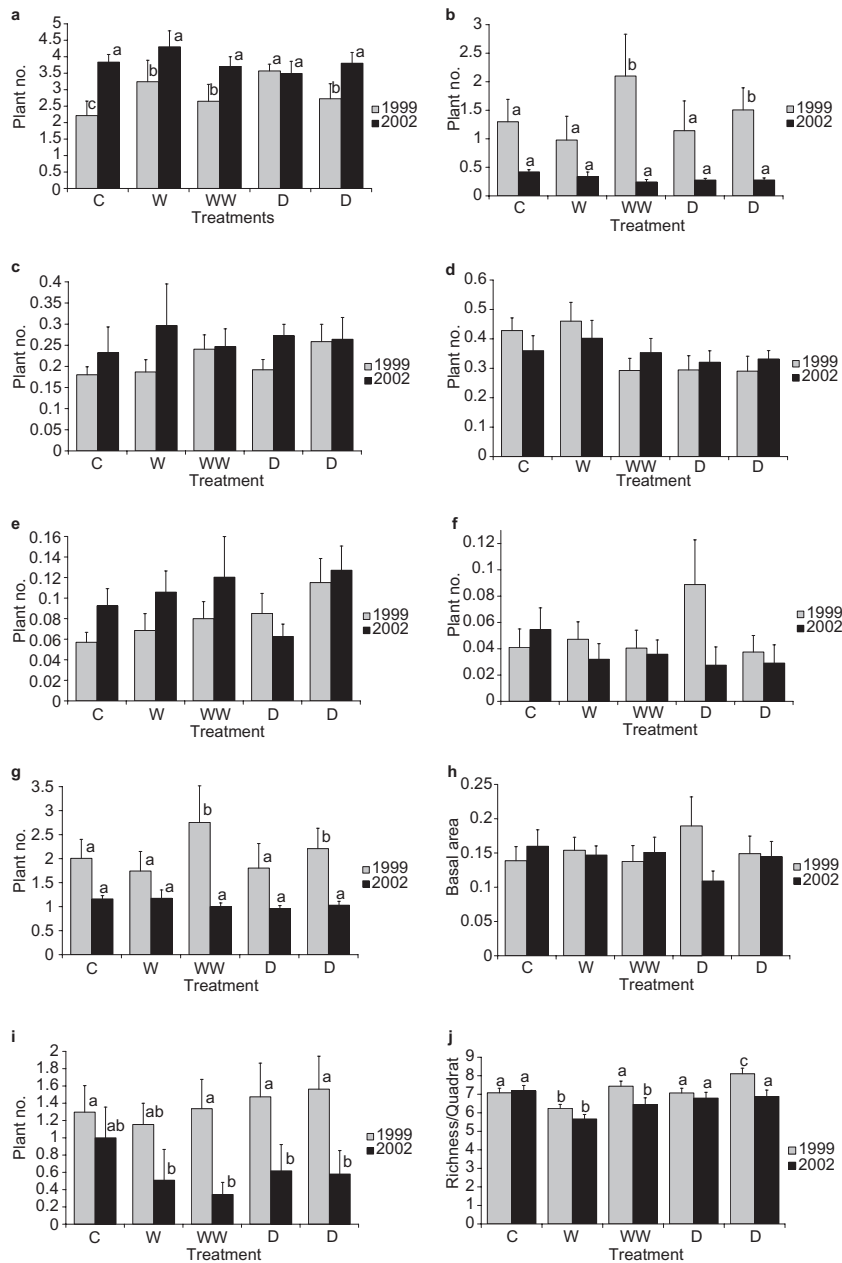 a
Plant no.
5
4.5
4
3.5
3
2.5
2
1.5
1
0.5
0
c a b a b a a a b a
C W WW D D
Treatments
1999
2002
b
Plant no.
3
2.5
2
1.5
1
0.5
0
a a a a b a a a b a
C W WW D D
Treatment
1999
2002
c
Plant no.
0.4
0.35
0.3
0.25
0.2
0.15
0.1
0.05
0
C W WW D D
Treatment
1999
2002
d
Plant no.
0.6
0.5
0.4
0.3
0.2
0.1
0
C W WW D D
Treatment
1999
2002
e
Plant no.
0.16
0.14
0.12
0.1
0.08
0.06
0.04
0.02
0
C W WW D D
Treatment
1999
2002
f
Plant no.
0.12
0.1
0.08
0.06
0.04
0.02
0
C W WW D D
Treatment
1999
2002
g
Plant no.
3.5
3
2.5
2
1.5
1
0.5
0
a a a a b a a a b a
C W WW D D
Treatment
1999
2002
h
Basal area
0.25
0.2
0.15
0.1
0.05
0
C W WW D D
Treatment
1999
2002
i
Plant no.
2
1.8
1.6
1.4
1.2
1
0.8
0.6
0.4
0.2
0
a ab ab b a b a b a b
C W WW D D
Treatment
1999
2002
j
Richness/Quadrat
9
8
7
6
5
4
3
2
1
0
a a b b a b a a c a
C W WW D D
Treatment
1999
2002